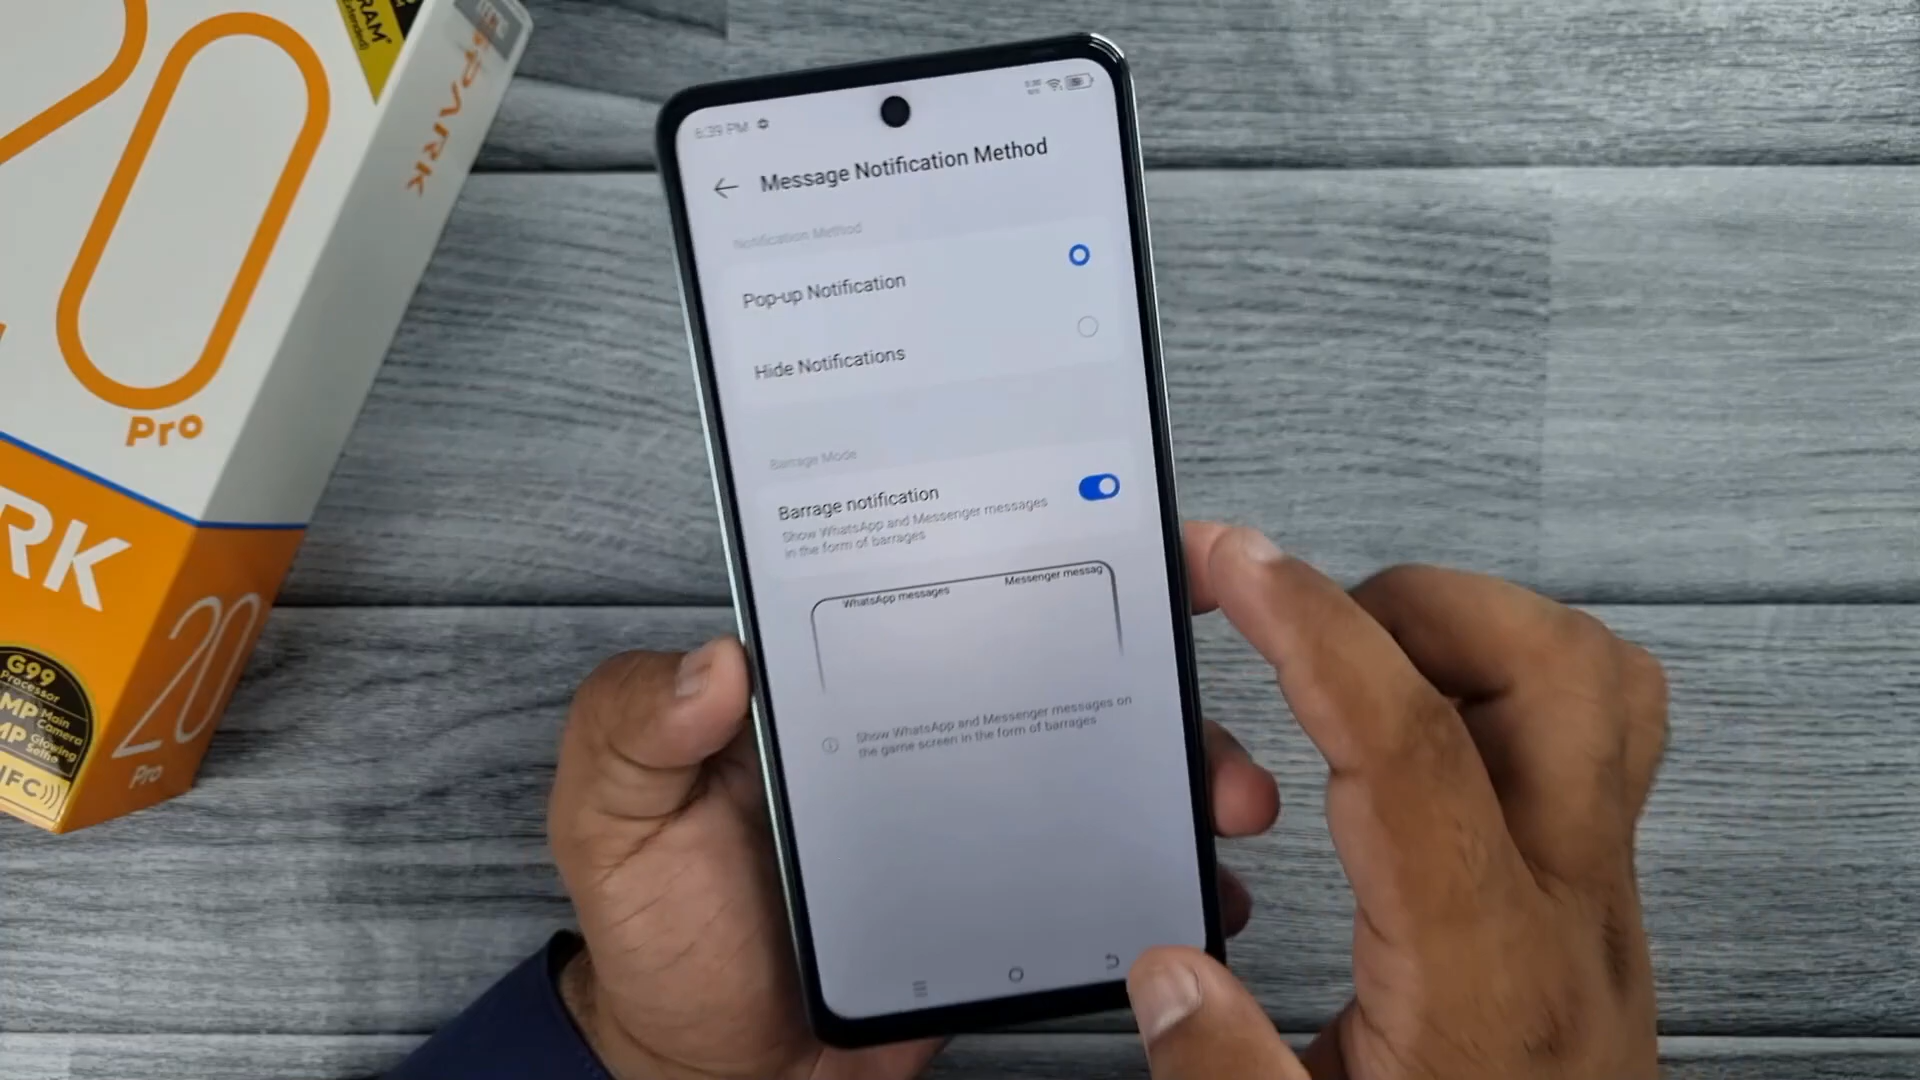 RAM
Extended)
SPARK
20
Pro
RK
G99
Processor
MP Main
Camera
MP Glowing
Selfie
NFC
20
Pro
6:39 PM
Message Notification Method
Notification Method
Pop-up Notification
Hide Notifications
Barrage Mode
Barrage notification
Show WhatsApp and Messenger messages
in the form of barrages
WhatsApp messages
Messenger messag
Show WhatsApp and Messenger messages on
the game screen in the form of barrages